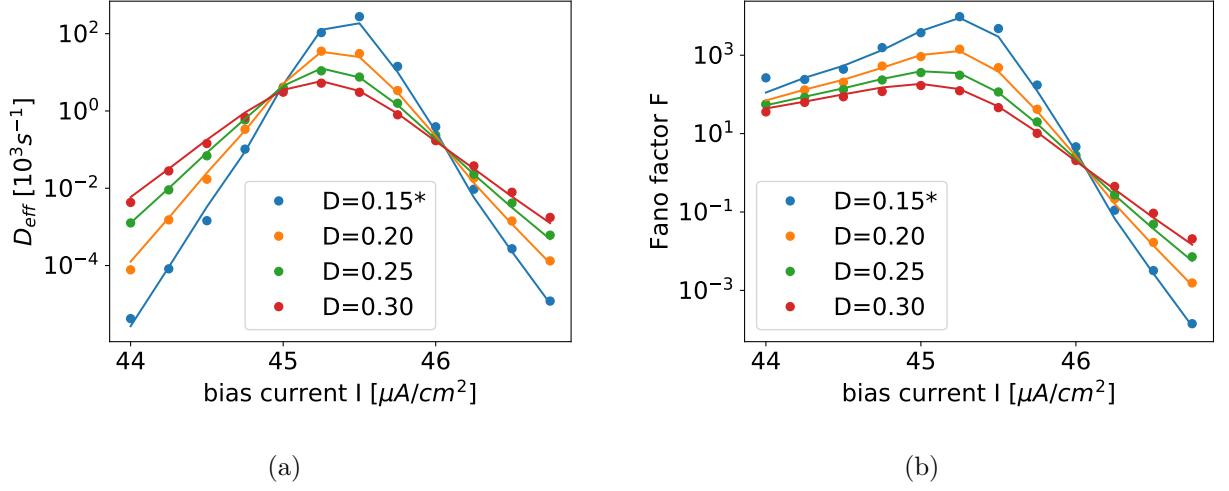 10^2
10^0
10^{-2}
10^{-4}
D_{eff} [10^3 s^{-1}]
D=0.15*
D=0.20
D=0.25
D=0.30
44 45 46
bias current I [μA/cm^2]
(a)
10^3
10^1
10^{-1}
10^{-3}
Fano factor F
D=0.15*
D=0.20
D=0.25
D=0.30
44 45 46
bias current I [μA/cm^2]
(b)